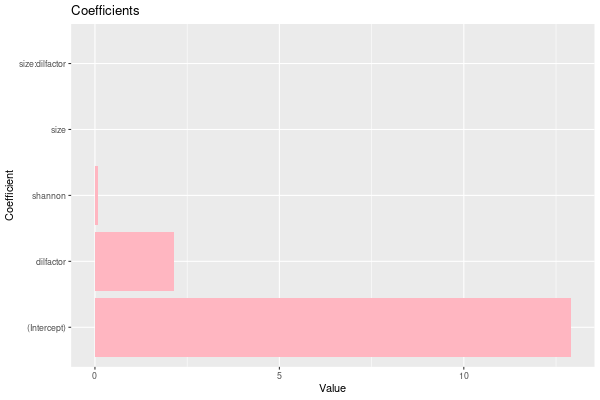 Coefficients
Coefficient
size:dilfactor
size
shannon
dilfactor
(Intercept)
0 5 10
Value